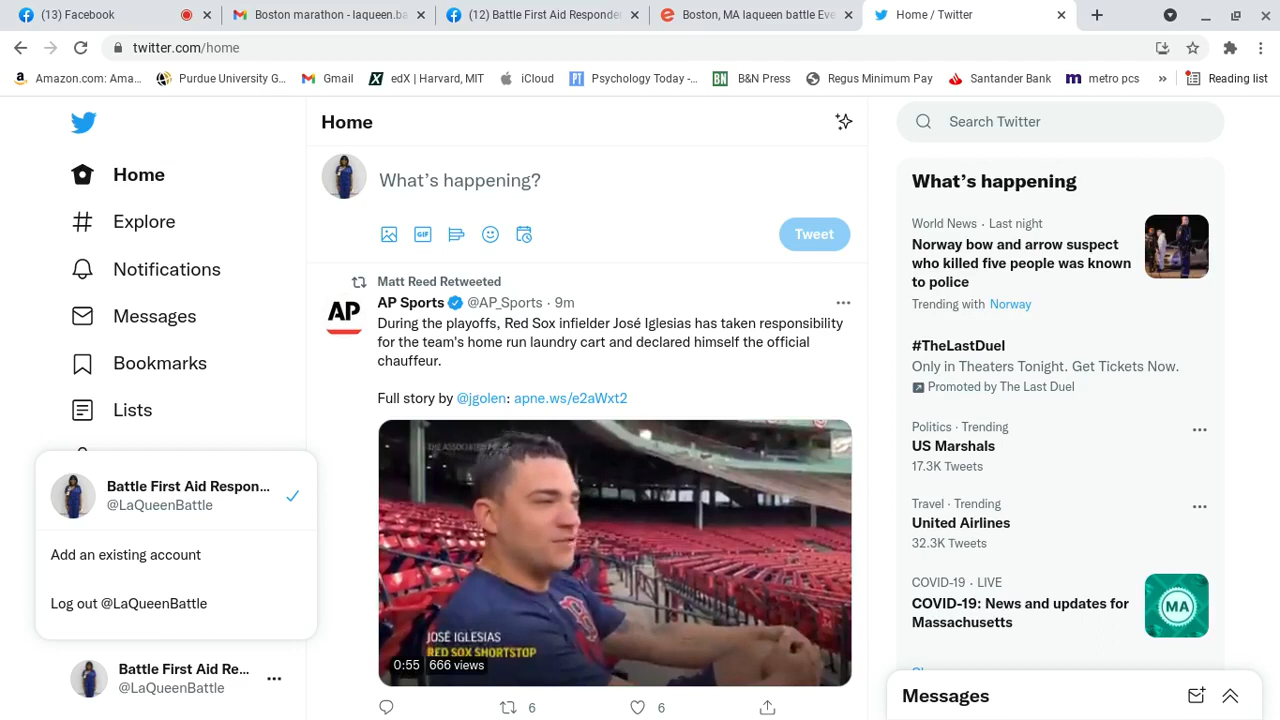 (13) Facebook
Boston marathon - laqueen.ba
(12) Battle First Aid Responder
Boston, MA laqueen battle Eve
Home / Twitter
twitter.com/home
Amazon.com: Ama...
Purdue University G...
Gmail
edX | Harvard, MIT
iCloud
Psychology Today -...
BN
B&N Press
Regus Minimum Pay
Santander Bank
metro pcs
»
Reading list
Home
Explore
Notifications
Messages
Bookmarks
Lists
Battle First Aid Respon...
@LaQueenBattle
Add an existing account
Log out @LaQueenBattle
Battle First Aid Re...
@LaQueenBattle
Home
What's happening?
GIF
Tweet
Matt Reed Retweeted
AP
AP Sports @AP_Sports · 9m
During the playoffs, Red Sox infielder José Iglesias has taken responsibility
for the team's home run laundry cart and declared himself the official
chauffeur.
Full story by @jgolen: apne.ws/e2aWxt2
THE ASSOCIATED PRESS
JOSÉ IGLESIAS
RED SOX SHORTSTOP
0:55 666 views
6
6
Search Twitter
What's happening
World News · Last night
Norway bow and arrow suspect
who killed five people was known
to police
Trending with Norway
#TheLastDuel
Only in Theaters Tonight. Get Tickets Now.
Promoted by The Last Duel
Politics · Trending
US Marshals
17.3K Tweets
Travel · Trending
United Airlines
32.3K Tweets
COVID-19 · LIVE
COVID-19: News and updates for
Massachusetts
MA
Messages